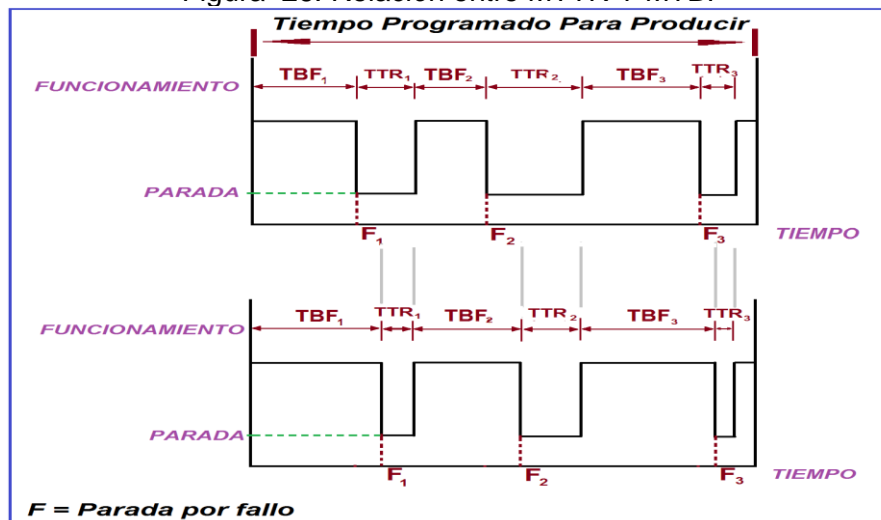 Tiempo Programado Para Producir
TBF₁ TTR₁ TBF₂ TTR₂ TBF₃ TTR₃
FUNCIONAMIENTO
PARADA
F₁ F₂ F₃
TIEMPO
TBF₁ TTR₁ TBF₂ TTR₂ TBF₃ TTR₃
FUNCIONAMIENTO
PARADA
F₁ F₂ F₃
TIEMPO
F = Parada por fallo